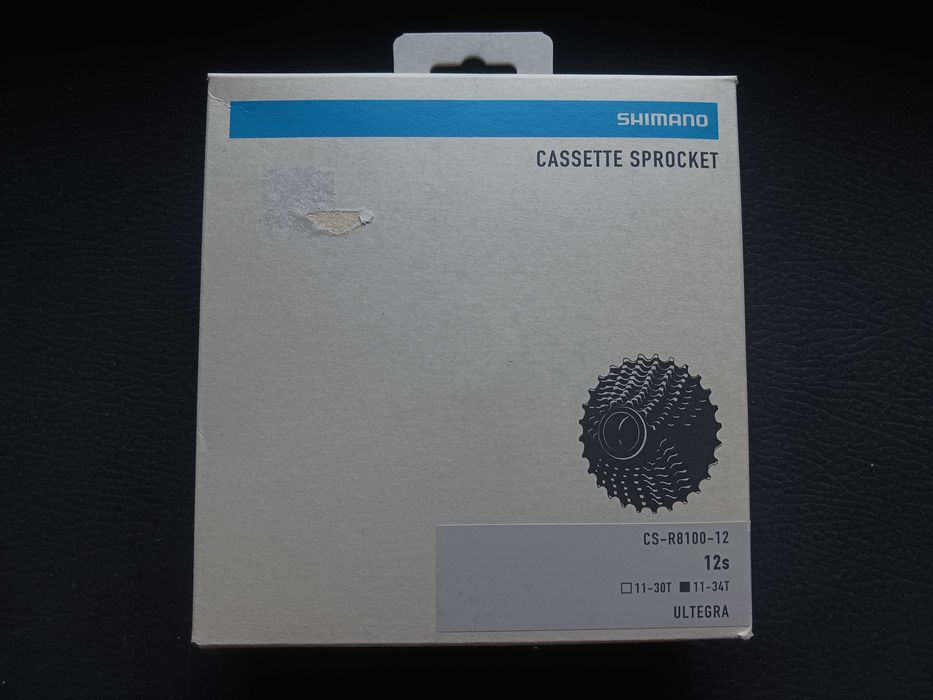 SHIMANO
CASSETTE SPROCKET
CS-R8100-12
12s
☐11-30T ■11-34T
ULTEGRA